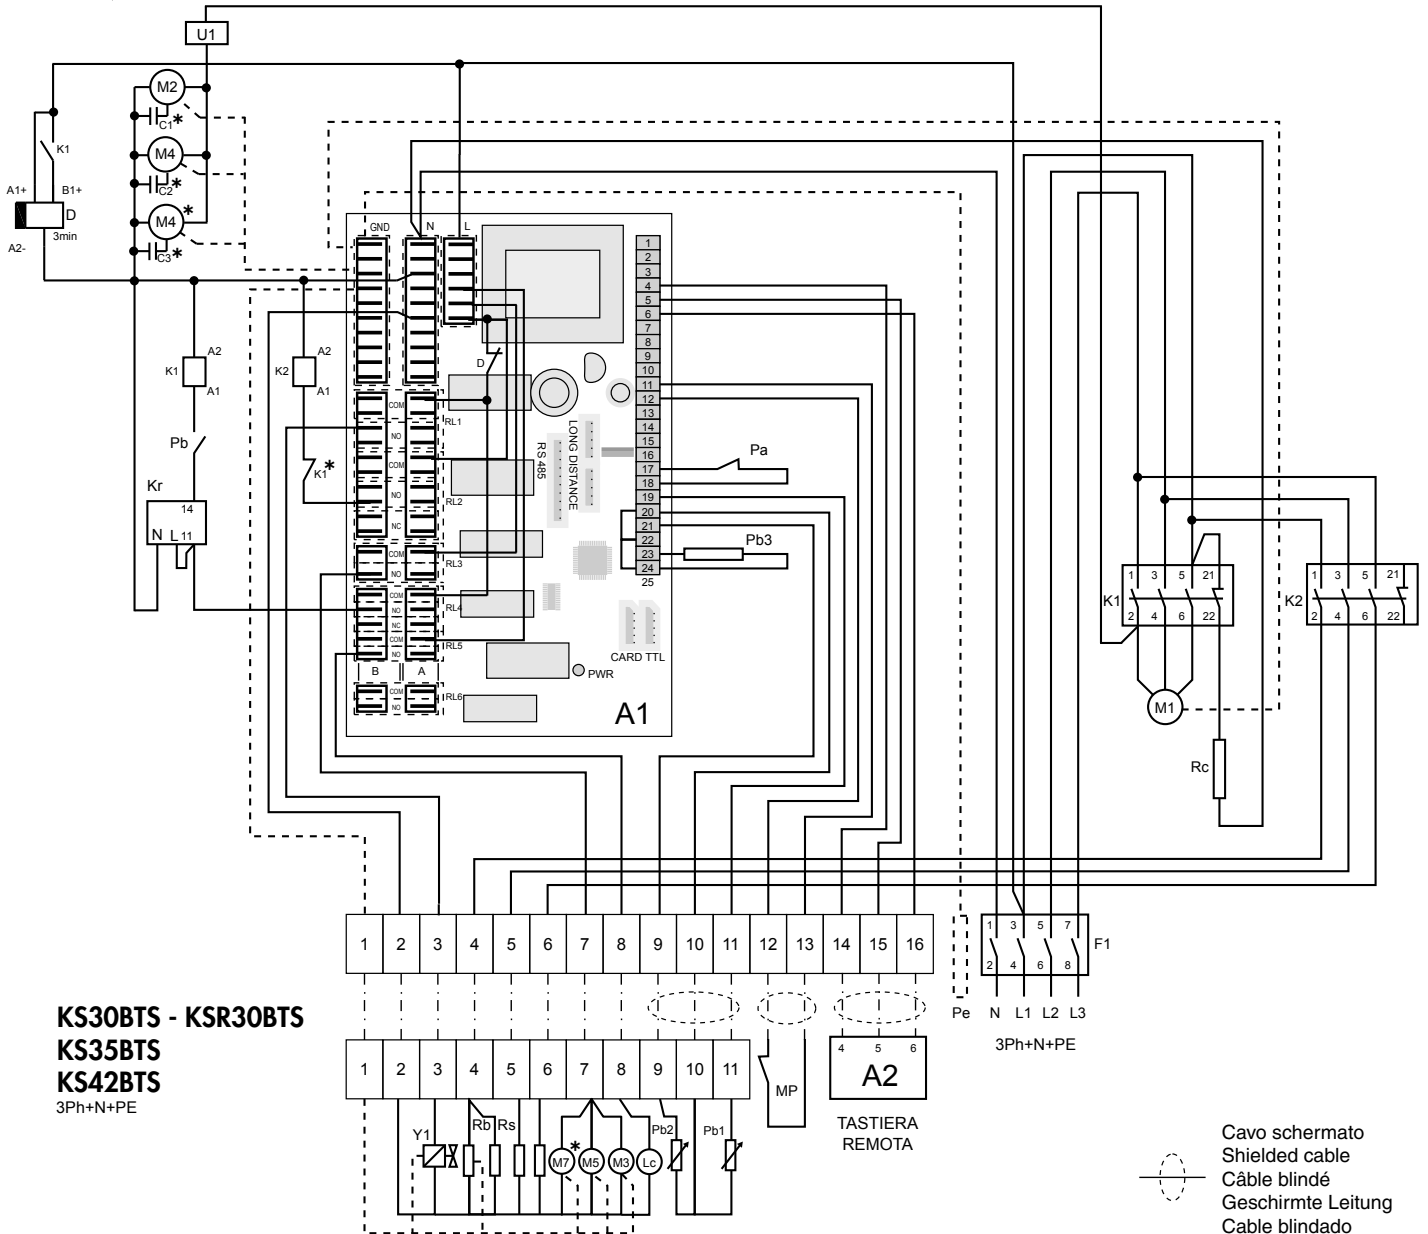 U1
M2
C1*
K1
M4
C2*
A1+ B1+
D
M4 *
3min
A2-
C3*
GND N L
1
2
3
4
5
6
7
8
9
10
11
12
13
14
15
16
17
18
19
20
21
22
23
24
25
K1 A2
A1
K2 A2
A1
D
COM
RL1
NO
Pb
K1*
COM
NO
RL2
NC
Kr
14
N L 11
COM
RL3
NO
COM
RL4
NO
NC
COM
RL5
NO
B A
COM
RL6
NO
RS 485
LONG DISTANCE
CARD TTL
PWR
A1
Pa
Pb3
1 3 5 21
K1
2 4 6 22
1 3 5 21
K2
2 4 6 22
M1
Rc
1 2 3 4 5 6 7 8 9 10 11 12 13 14 15 16
1 3 5 7
F1
2 4 6 8
Pe N L1 L2 L3
3Ph+N+PE
KS30BTS - KSR30BTS
KS35BTS
KS42BTS
3Ph+N+PE
1 2 3 4 5 6 7 8 9 10 11
MP
4 5 6
A2
TASTIERA
REMOTA
Y1 Rb Rs
M7 * M5 M3 Lc
Pb2 Pb1
Cavo schermato
Shielded cable
Câble blindé
Geschirmte Leitung
Cable blindado